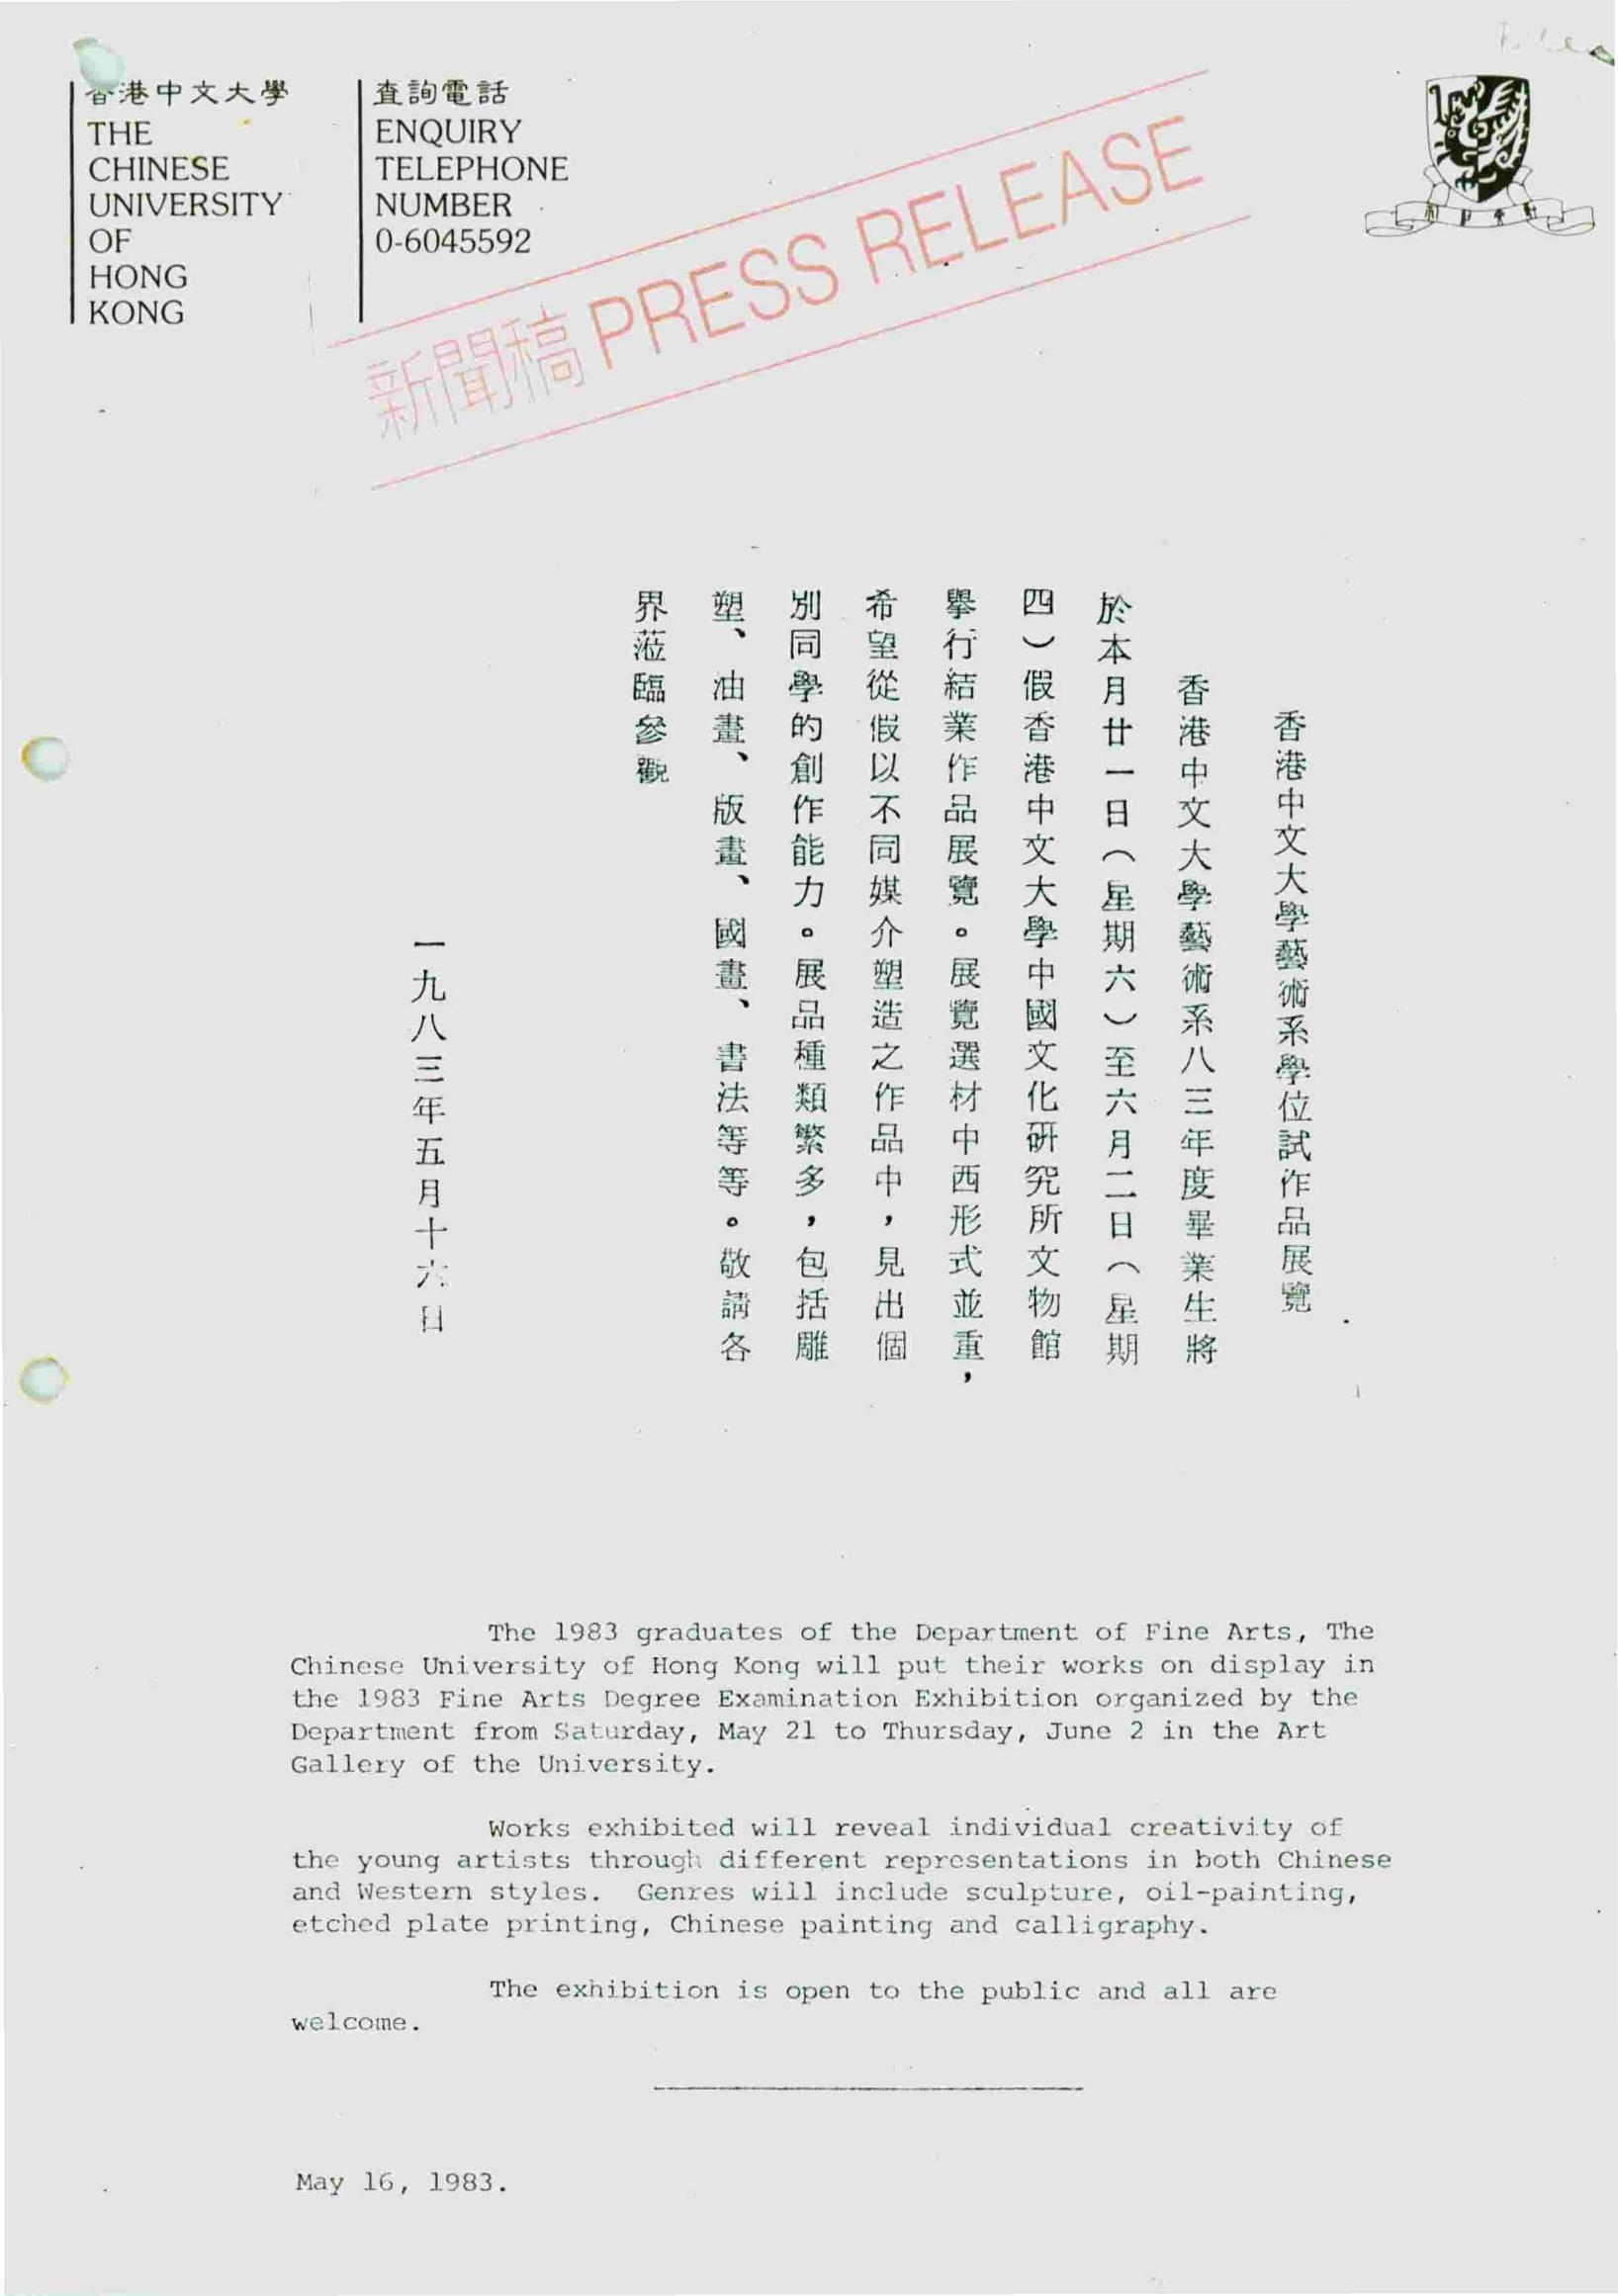 香港中文大學
THE
CHINESE
UNIVERSITY
OF
HONG
KONG
查詢電話
ENQUIRY
TELEPHONE
NUMBER
0-6045592
新聞稿 PRESS RELEASE
香港中文大學藝術系學位試作品展覽
香港中文大學藝術系八三年度畢業生將
於本月廿一日（星期六）至六月二日（星期
四）假香港中文大學中國文化研究所文物館
舉行結業作品展覽。展覽選材中西形式並重，
希望從假以不同媒介塑造之作品中，見出個
別同學的創作能力。展品種類繁多，包括雕
塑、油畫、版畫、國畫、書法等等。敬請各
界蒞臨參觀
一九八三年五月十六日
The 1983 graduates of the Department of Fine Arts, The
Chinese University of Hong Kong will put their works on display in
the 1983 Fine Arts Degree Examination Exhibition organized by the
Department from Saturday, May 21 to Thursday, June 2 in the Art
Gallery of the University.
Works exhibited will reveal individual creativity of
the young artists through different representations in both Chinese
and Western styles. Genres will include sculpture, oil-painting,
etched plate printing, Chinese painting and calligraphy.
The exhibition is open to the public and all are
welcome.
May 16, 1983.